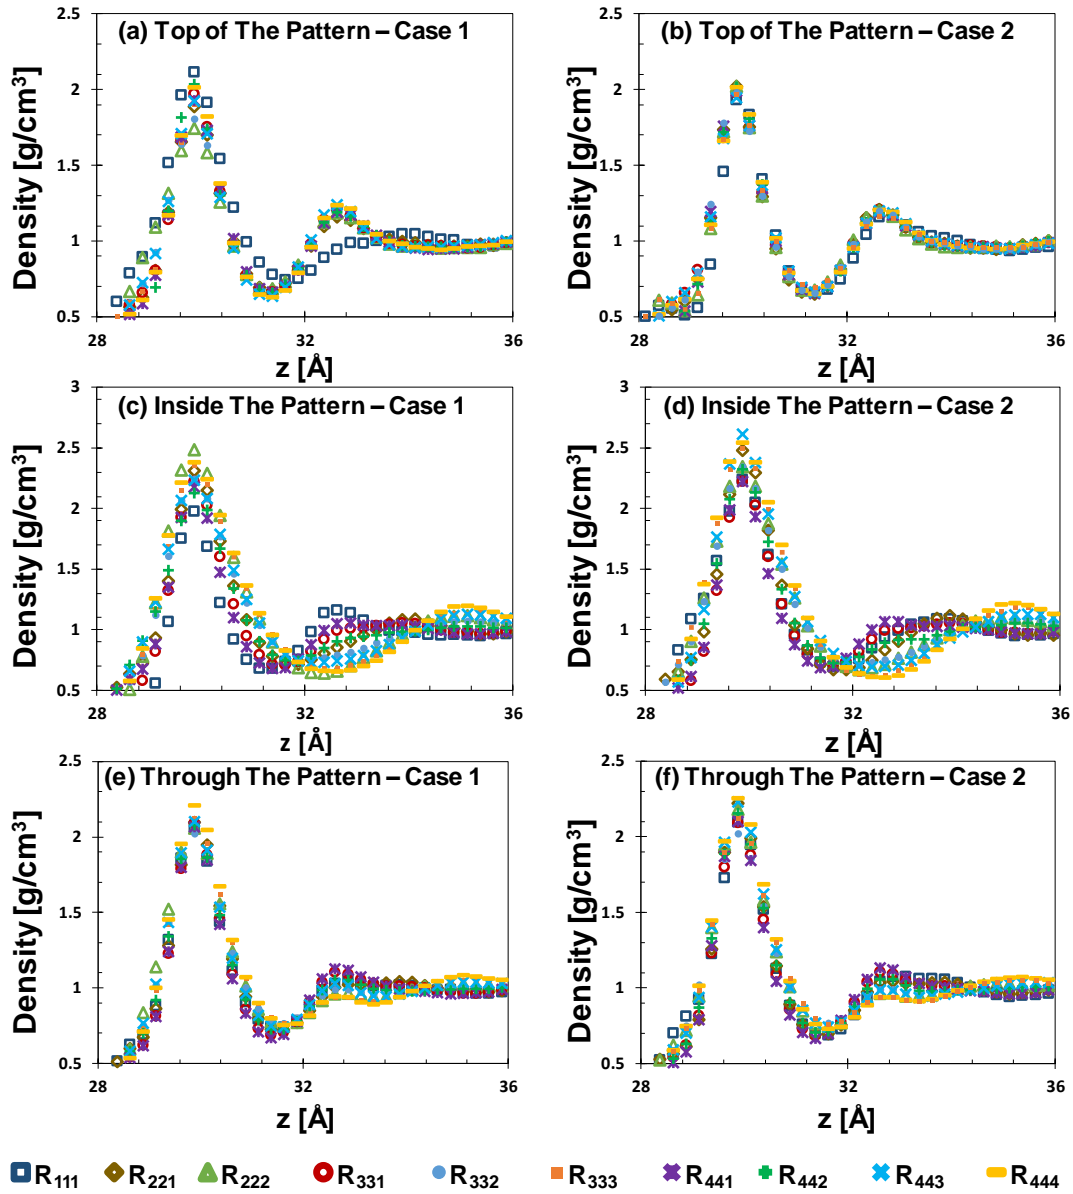 (a) Top of The Pattern – Case 1
Density [g/cm³]
2.5
2
1.5
1
0.5
28
32
36
z [Å]
(b) Top of The Pattern – Case 2
Density [g/cm³]
2.5
2
1.5
1
0.5
28
32
36
z [Å]
(c) Inside The Pattern – Case 1
Density [g/cm³]
3
2.5
2
1.5
1
0.5
28
32
36
z [Å]
(d) Inside The Pattern – Case 2
Density [g/cm³]
3
2.5
2
1.5
1
0.5
28
32
36
z [Å]
(e) Through The Pattern – Case 1
Density [g/cm³]
2.5
2
1.5
1
0.5
28
32
36
z [Å]
(f) Through The Pattern – Case 2
Density [g/cm³]
2.5
2
1.5
1
0.5
28
32
36
z [Å]
R₁₁₁ R₂₂₁ R₂₂₂ R₃₃₁ R₃₃₂ R₃₃₃ R₄₄₁ R₄₄₂ R₄₄₃ R₄₄₄